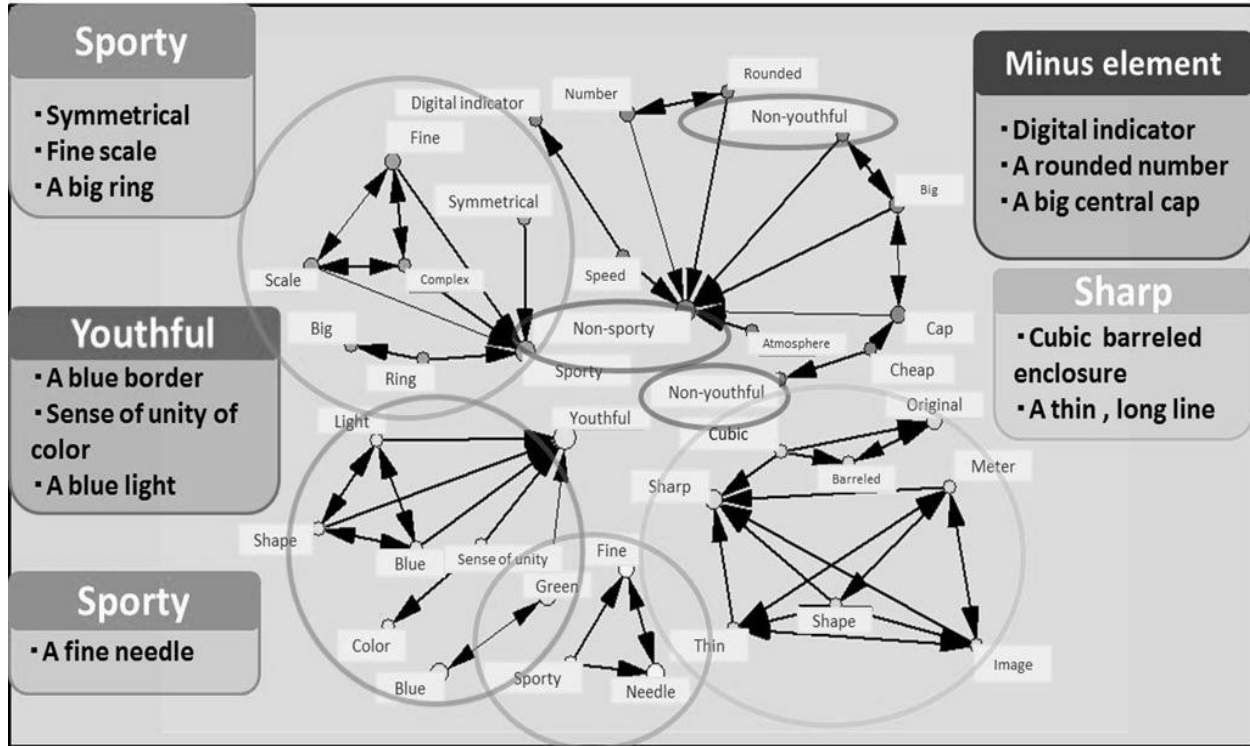 Sporty
・Symmetrical
・Fine scale
・A big ring
Youthful
・A blue border
・Sense of unity of
color
・A blue light
Sporty
・A fine needle
Minus element
・Digital indicator
・A rounded number
・A big central cap
Sharp
・Cubic barreled
enclosure
・A thin , long line
Fine
Symmetrical
Scale
Complex
Big
Ring
Sporty
Digital indicator
Number
Rounded
Non-youthful
Big
Speed
Non-sporty
Atmosphere
Cap
Cheap
Non-youthful
Light
Youthful
Shape
Blue
Sense of unity
Green
Color
Blue
Fine
Sporty
Needle
Cubic
Original
Barreled
Sharp
Meter
Thin
Shape
Image